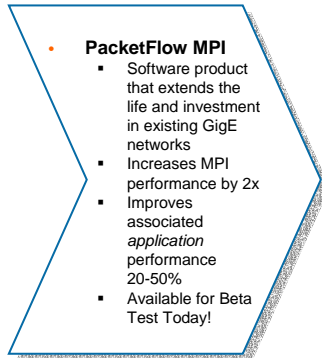 • PacketFlow MPI
▪ Software product
that extends the
life and investment
in existing GigE
networks
▪ Increases MPI
performance by 2x
▪ Improves
associated
application
performance
20-50%
▪ Available for Beta
Test Today!